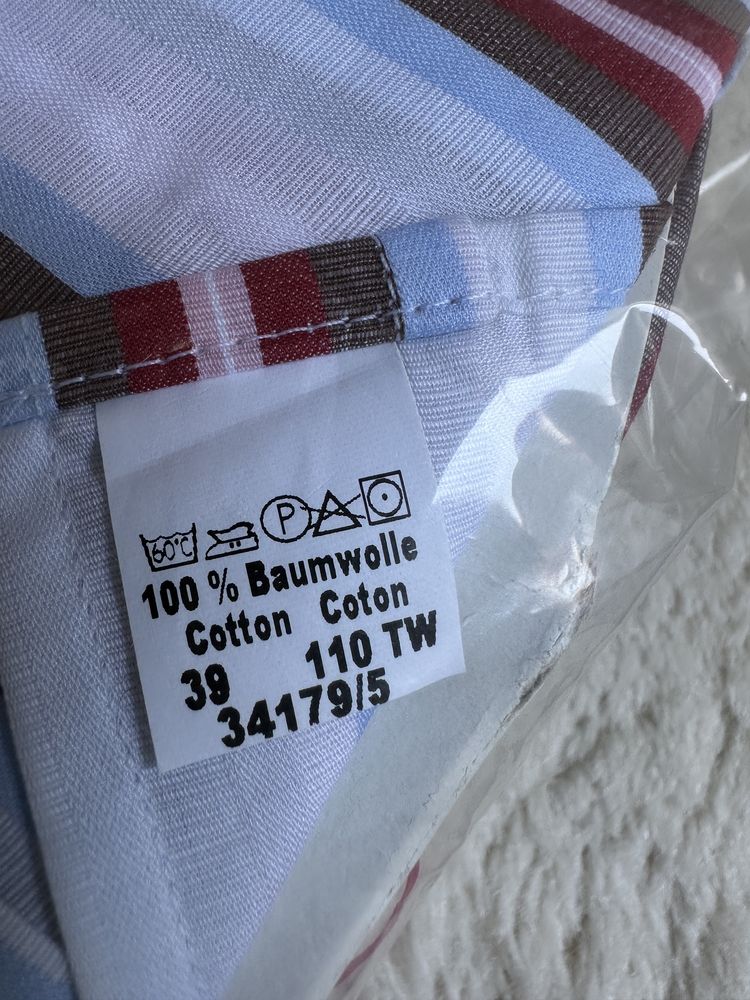 60°C P
100 % Baumwolle
Cotton Coton
39 110 TW
34179/5